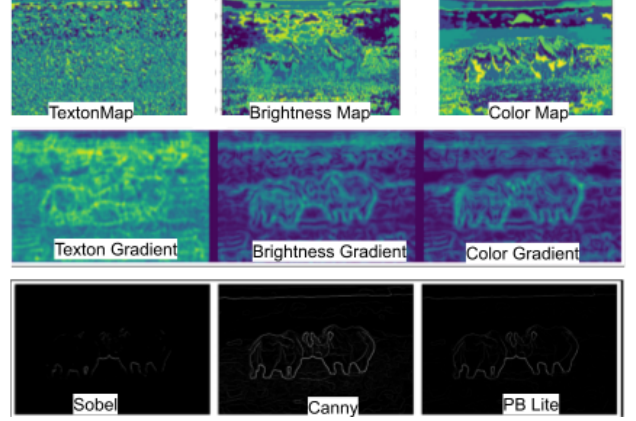 TextonMap
Brightness Map
Color Map
Texton Gradient
Brightness Gradient
Color Gradient
Sobel
Canny
PB Lite